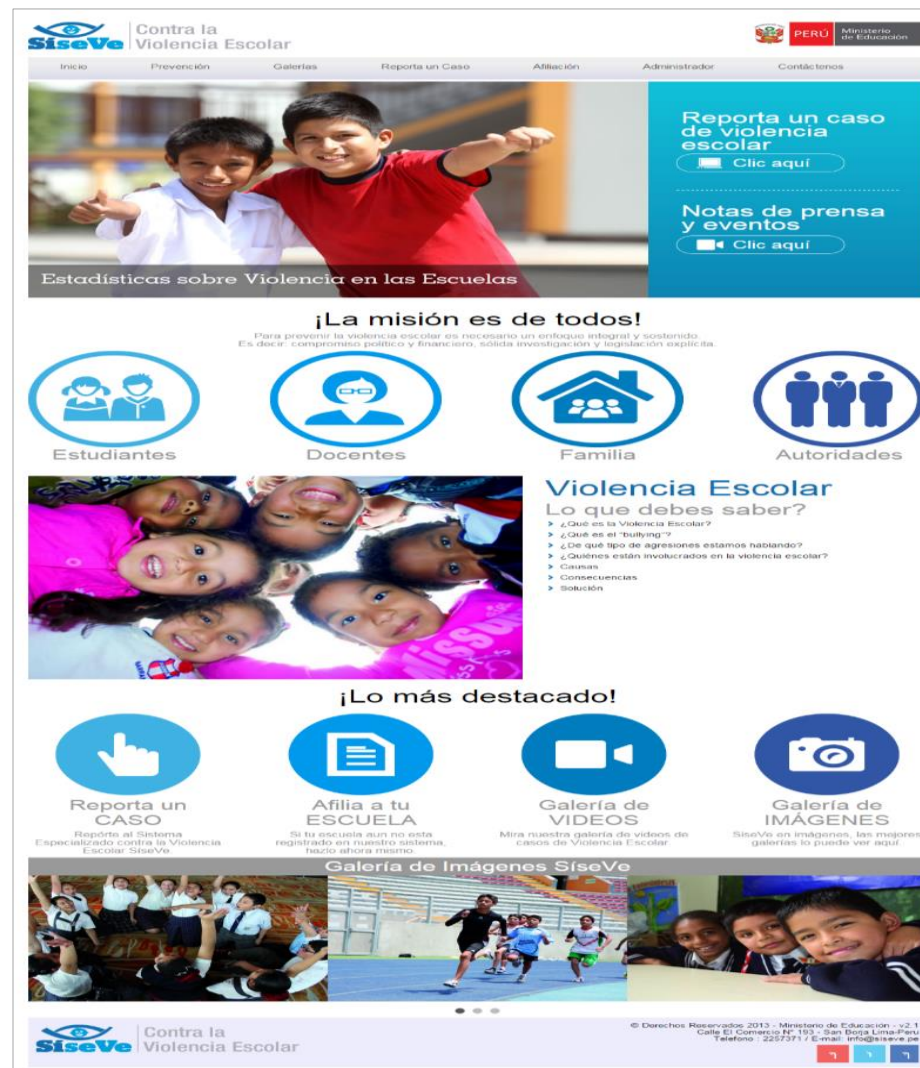 SíseVe
Contra la
Violencia Escolar
PERÚ
Ministerio
de Educación
Inicio
Prevención
Galerías
Reporta un Caso
Afiliación
Administrador
Contáctenos
Reporta un caso
de violencia
escolar
Clic aquí
Notas de prensa
y eventos
Clic aquí
Estadísticas sobre Violencia en las Escuelas
¡La misión es de todos!
Para prevenir la violencia escolar es necesario un enfoque integral y sostenido.
Es decir: compromiso político y financiero, sólida investigación y legislación explícita.
Estudiantes
Docentes
Familia
Autoridades
Violencia Escolar
Lo que debes saber?
¿Qué es la Violencia Escolar?
¿Qué es el "bullying"?
¿De qué tipo de agresiones estamos hablando?
¿Quiénes están involucrados en la violencia escolar?
Causas
Consecuencias
Solución
¡Lo más destacado!
Reporta un
CASO
Repórte al Sistema
Especializado contra la Violencia
Escolar SíseVe.
Afilia a tu
ESCUELA
Si tu escuela aun no esta
registrado en nuestro sistema,
hazlo ahora mismo.
Galería de
VIDEOS
Mira nuestra galería de videos de
casos de Violencia Escolar.
Galería de
IMÁGENES
SíseVe en imágenes, las mejores
galerías lo puede ver aquí.
Galería de Imágenes SíseVe
SíseVe
Contra la
Violencia Escolar
© Derechos Reservados 2013 - Ministerio de Educación - v2.1
Calle El Comercio N° 193 - San Borja Lima-Peru
Telefono : 2257371 / E-mail: info@siseve.pe